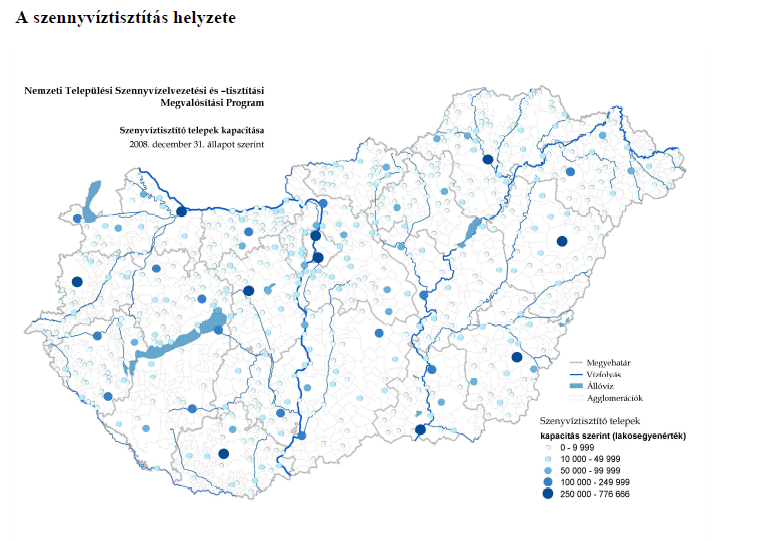 A szennyvíztisztítás helyzete
Nemzeti Települési Szennyvízelvezetési és –tisztítási
Megvalósítási Program
Szenyvíztisztító telepek kapacitása
2008. december 31. állapot szerint
Megyehatár
Vízfolyás
Állóvíz
Agglomerációk
Szenyvíztisztító telepek
kapacitás szerint (lakosegyenérték)
0 - 9 999
10 000 - 49 999
50 000 - 99 999
100 000 - 249 999
250 000 - 776 666